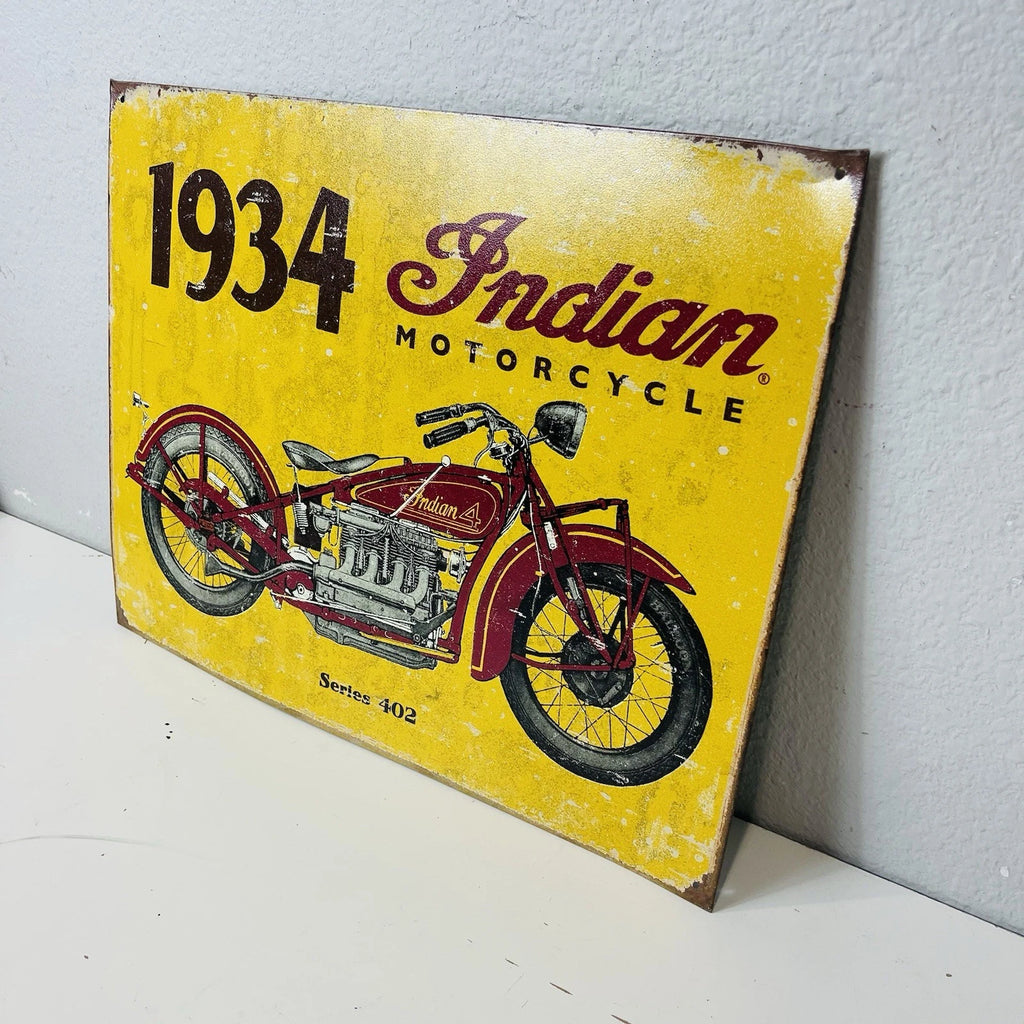 1934
Indian®
MOTORCYCLE
Indian 4
Series 402